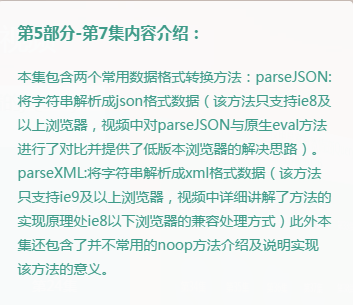 第5部分-第7集内容介绍：
本集包含两个常用数据格式转换方法：parseJSON:
将字符串解析成json格式数据（该方法只支持ie8及
以上浏览器，视频中对parseJSON与原生eval方法
进行了对比并提供了低版本浏览器的解决思路）。
parseXML:将字符串解析成xml格式数据（该方法
只支持ie9及以上浏览器，视频中详细讲解了方法的
实现原理处ie8以下浏览器的兼容处理方式）此外本
集还包含了并不常用的noop方法介绍及说明实现
该方法的意义。